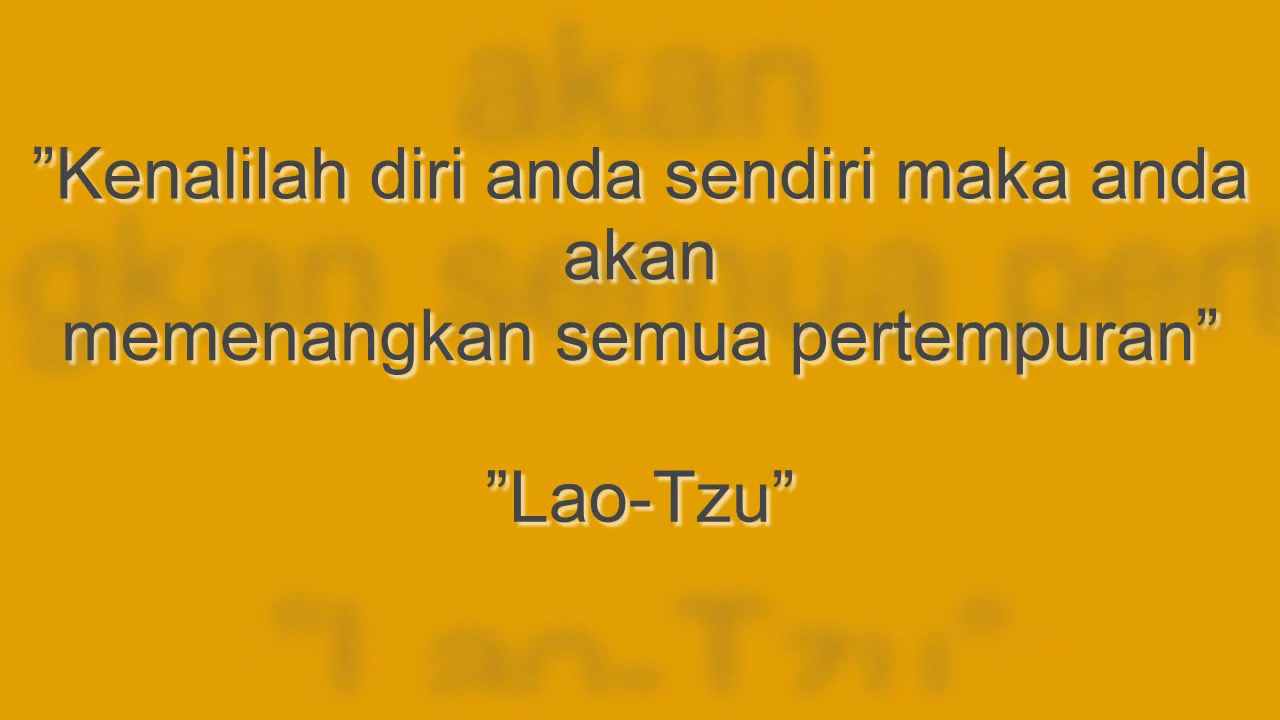 ”Kenalilah diri anda sendiri maka anda
akan
memenangkan semua pertempuran”
”Lao-Tzu”